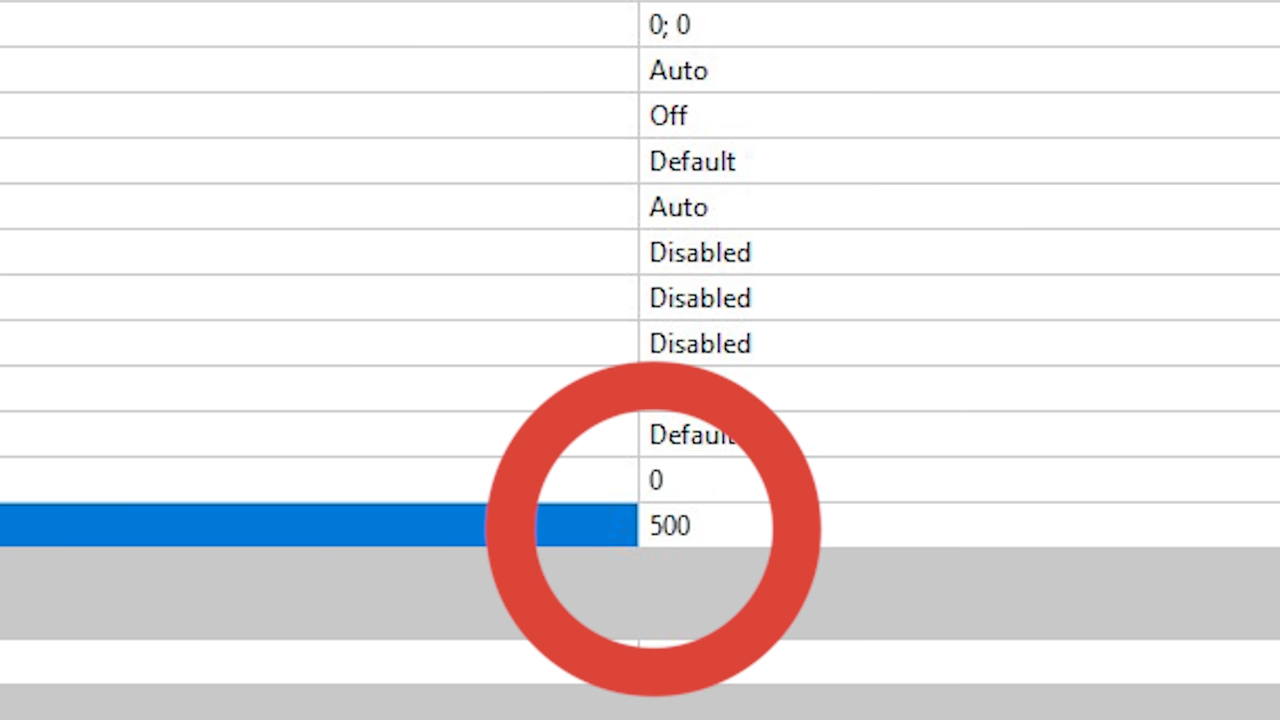 0; 0
Auto
Off
Default
Auto
Disabled
Disabled
Disabled
Default
0
500